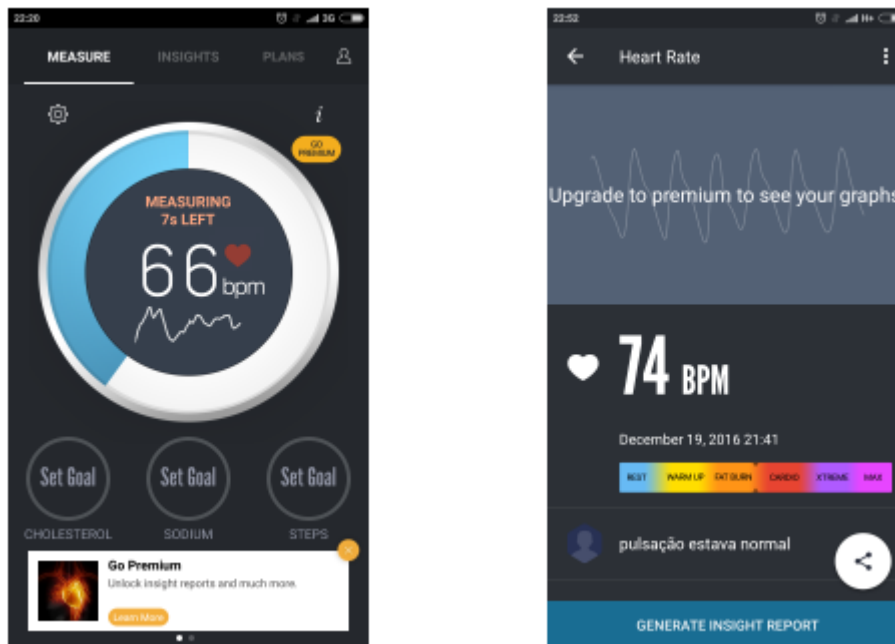 22:20
3G
MEASURE
INSIGHTS
PLANS
i
GO
PREMIUM
MEASURING
7s LEFT
66
bpm
Set Goal
Set Goal
Set Goal
CHOLESTEROL
SODIUM
STEPS
Go Premium
Unlock insight reports and much more.
Learn More
22:52
H+
Heart Rate
Upgrade to premium to see your graphs
74 BPM
December 19, 2016 21:41
REST WARM UP FAT BURN CARDIO XTREME MAX
pulsação estava normal
GENERATE INSIGHT REPORT